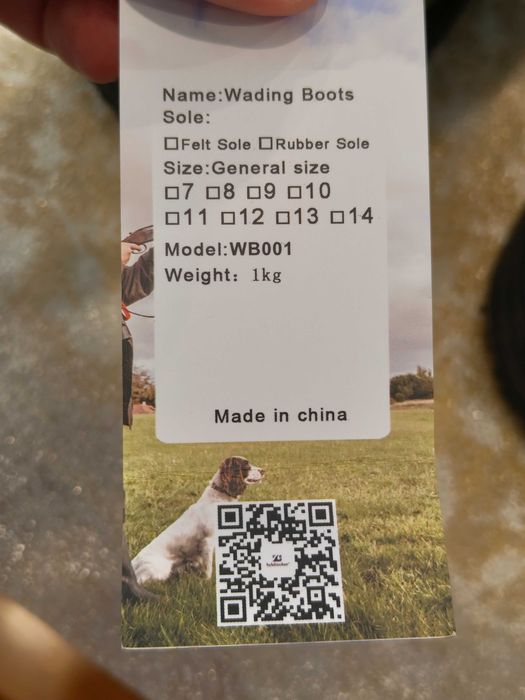 Name:Wading Boots
Sole:
☐Felt Sole ☐Rubber Sole
Size:General size
☐7 ☐8 ☐9 ☐10
☐11 ☐12 ☐13 ☐14
Model:WB001
Weight: 1kg
Made in china